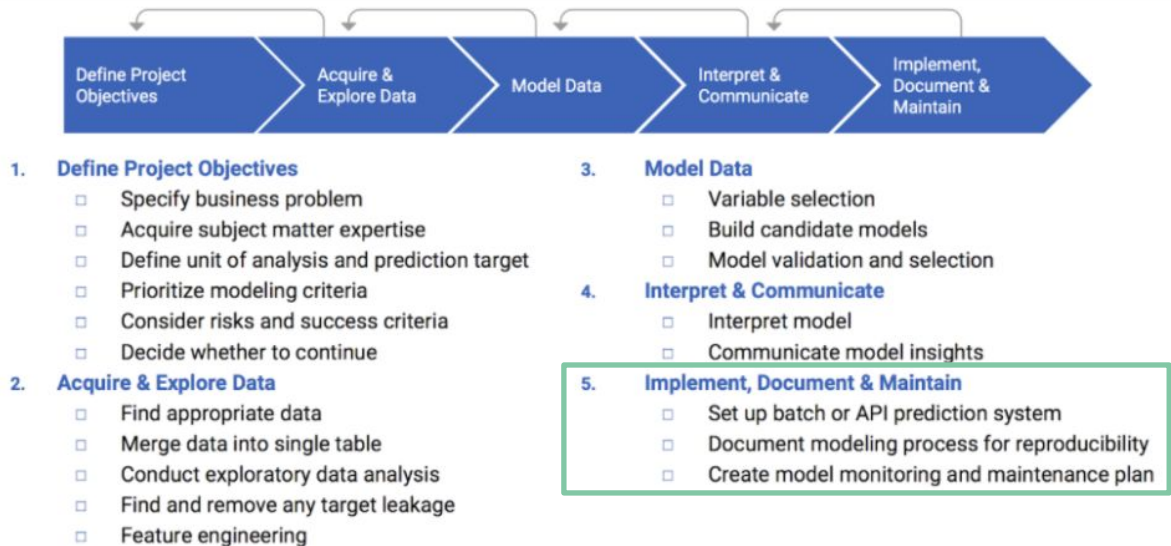 Define Project
Objectives
Acquire &
Explore Data
Model Data
Interpret &
Communicate
Implement,
Document &
Maintain
1. Define Project Objectives
□ Specify business problem
□ Acquire subject matter expertise
□ Define unit of analysis and prediction target
□ Prioritize modeling criteria
□ Consider risks and success criteria
□ Decide whether to continue
2. Acquire & Explore Data
□ Find appropriate data
□ Merge data into single table
□ Conduct exploratory data analysis
□ Find and remove any target leakage
□ Feature engineering
3. Model Data
□ Variable selection
□ Build candidate models
□ Model validation and selection
4. Interpret & Communicate
□ Interpret model
□ Communicate model insights
5. Implement, Document & Maintain
□ Set up batch or API prediction system
□ Document modeling process for reproducibility
□ Create model monitoring and maintenance plan